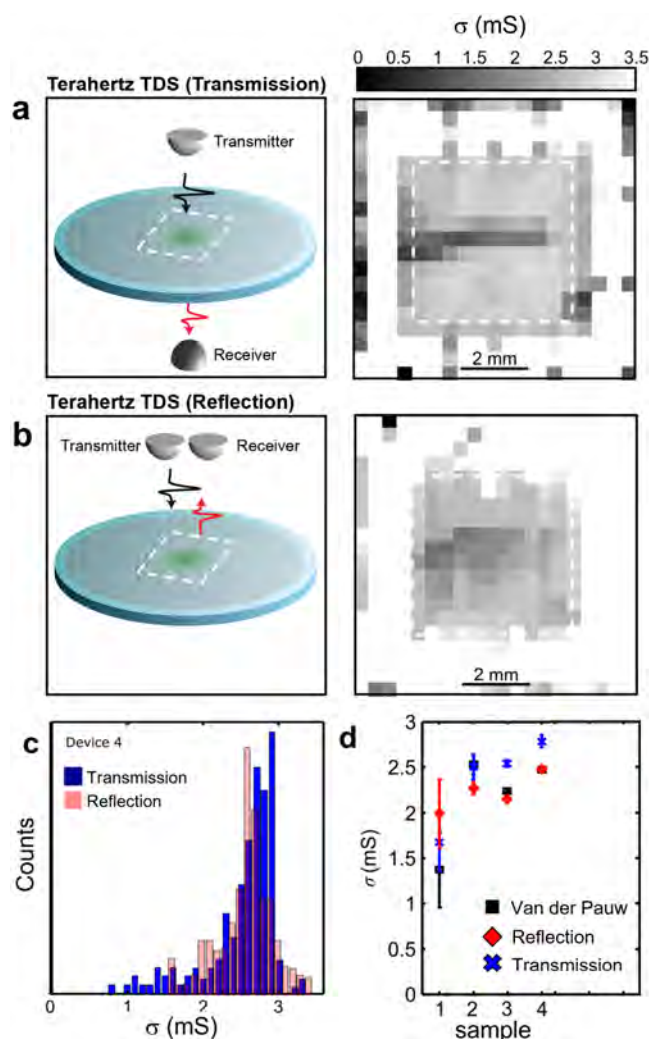 σ (mS)
0 0.5 1 1.5 2 2.5 3 3.5
Terahertz TDS (Transmission)
a
Transmitter
Receiver
2 mm
Terahertz TDS (Reflection)
b
Transmitter Receiver
2 mm
c
Device 4
Transmission
Reflection
Counts
0 1 2 3
σ (mS)
d
3
2.5
2
1.5
1
0.5
0
σ (mS)
Van der Pauw
Reflection
Transmission
1 2 3 4
sample